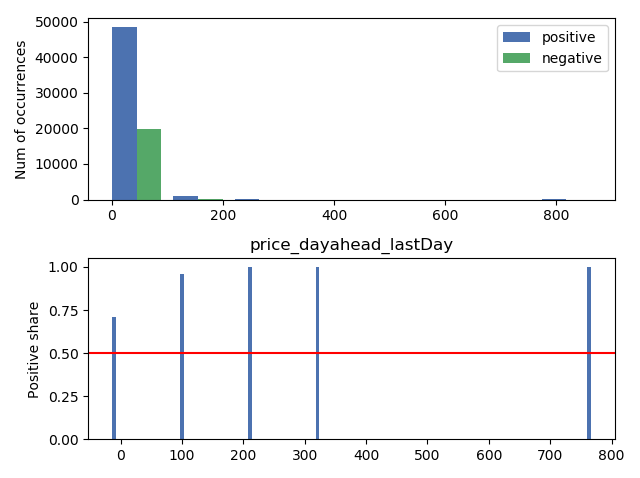 50000
40000
30000
20000
10000
0
Num of occurrences
positive
negative
0 200 400 600 800
price_dayahead_lastDay
1.00
0.75
0.50
0.25
0.00
Positive share
0 100 200 300 400 500 600 700 800